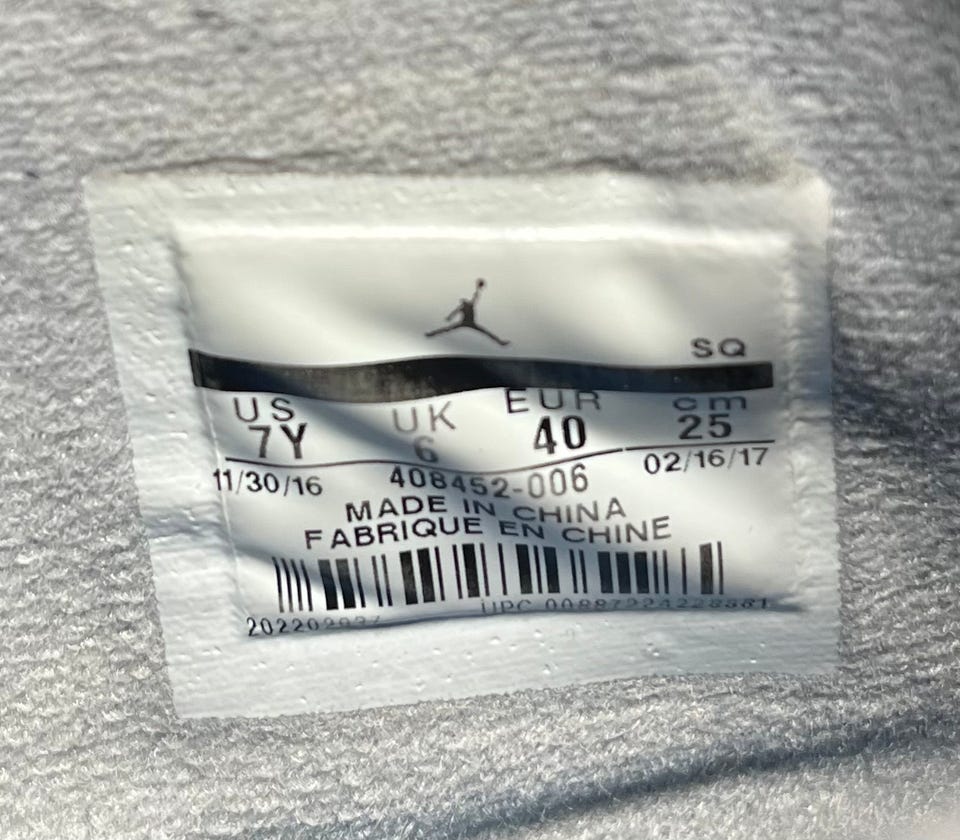 SQ
US UK EUR cm
7Y 6 40 25
11/30/16 408452-006 02/16/17
MADE IN CHINA
FABRIQUE EN CHINE
UPC